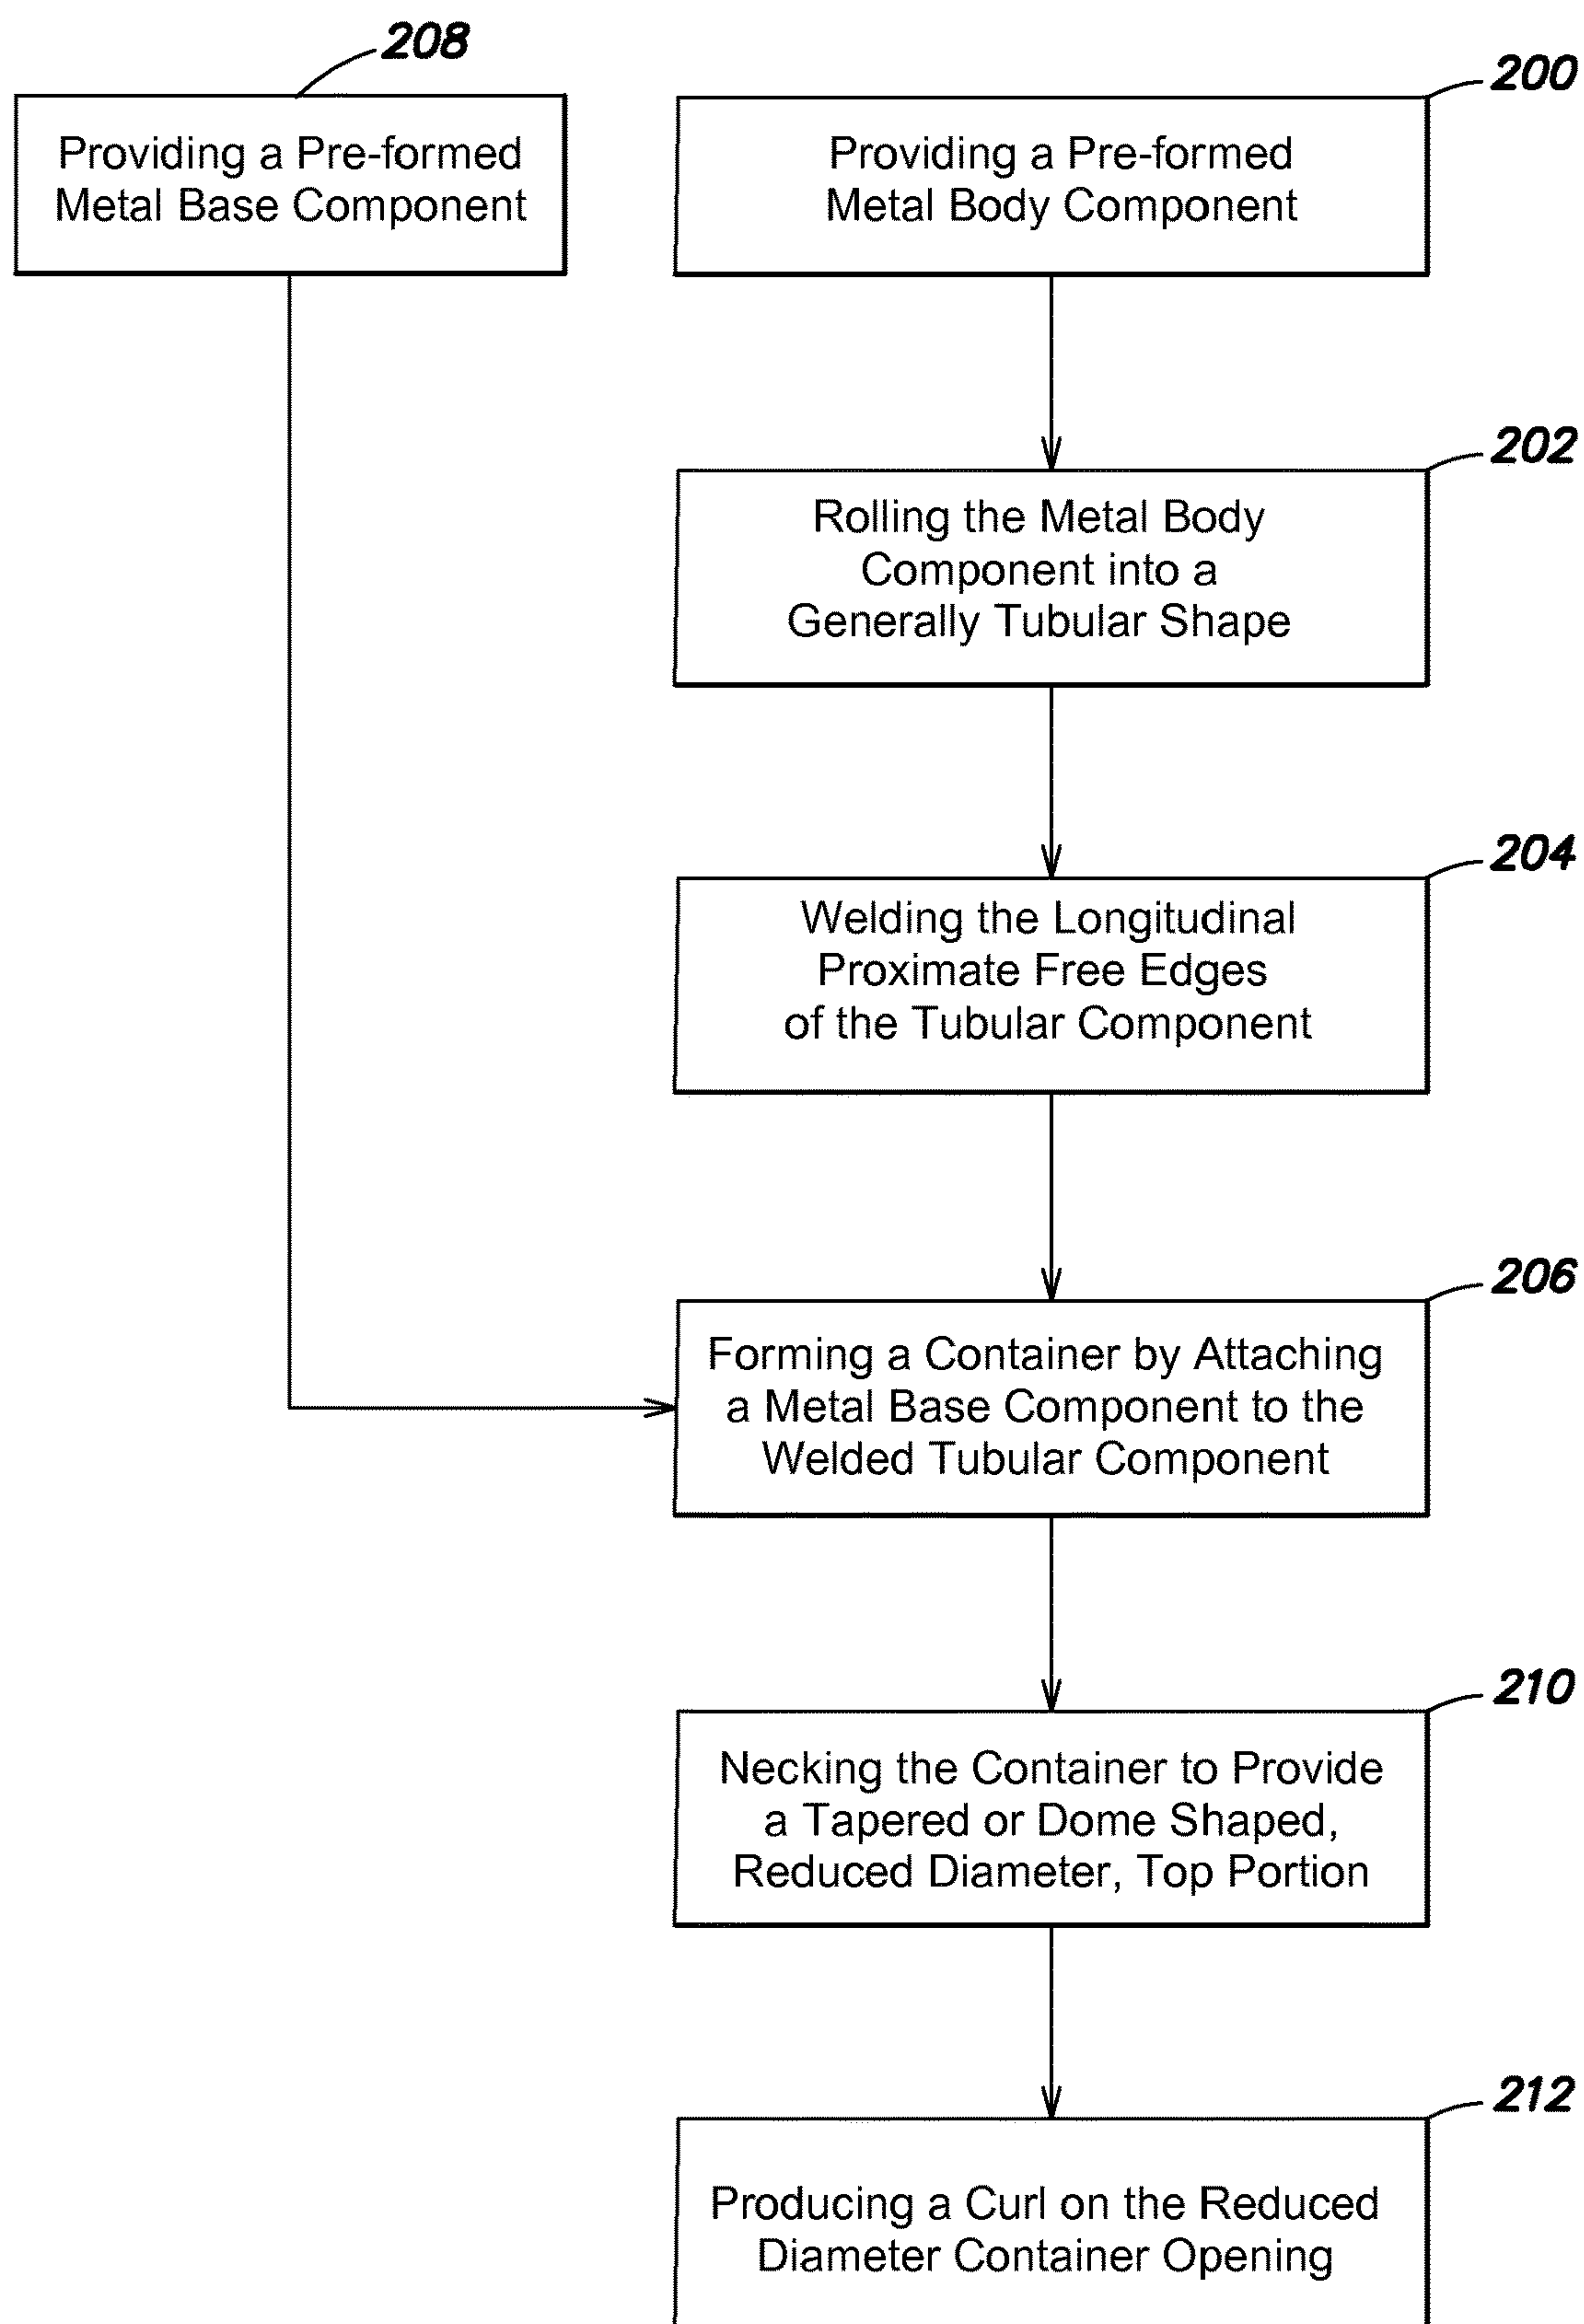 208
Providing a Pre-formed
Metal Base Component
200
Providing a Pre-formed
Metal Body Component
202
Rolling the Metal Body
Component into a
Generally Tubular Shape
204
Welding the Longitudinal
Proximate Free Edges
of the Tubular Component
206
Forming a Container by Attaching
a Metal Base Component to the
Welded Tubular Component
210
Necking the Container to Provide
a Tapered or Dome Shaped,
Reduced Diameter, Top Portion
212
Producing a Curl on the Reduced
Diameter Container Opening